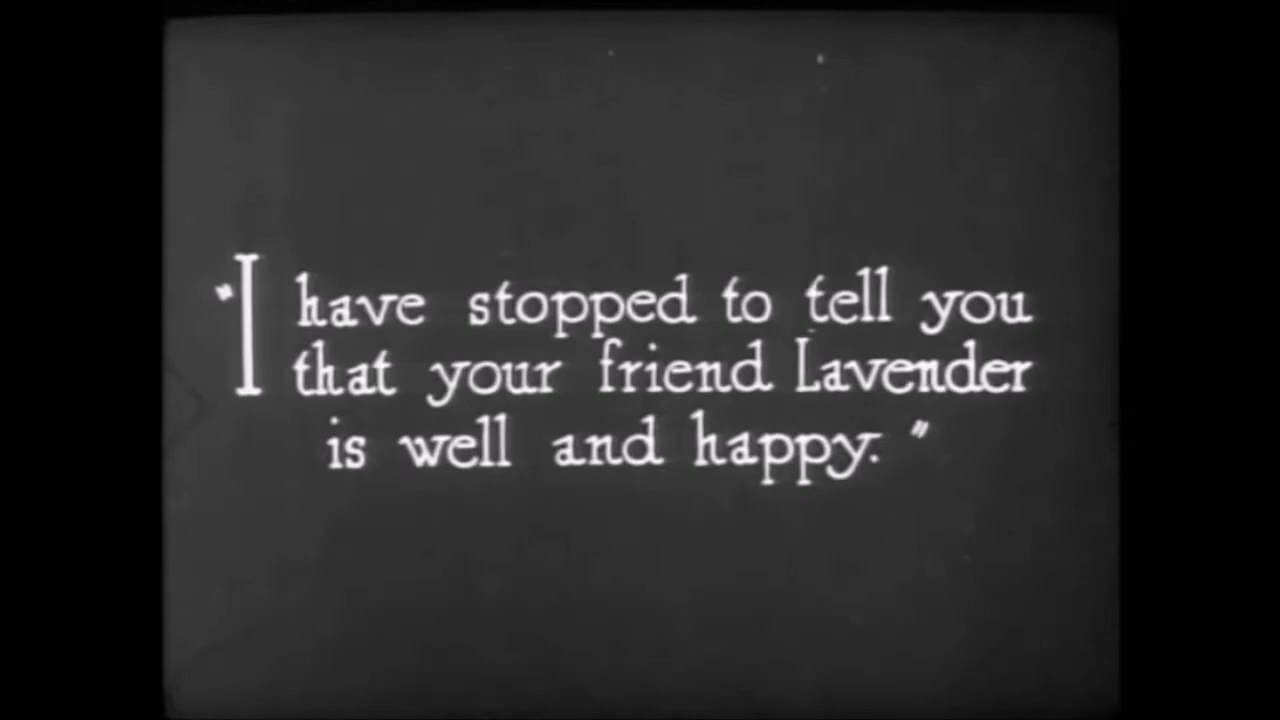 "I have stopped to tell you
that your friend Lavender
is well and happy."